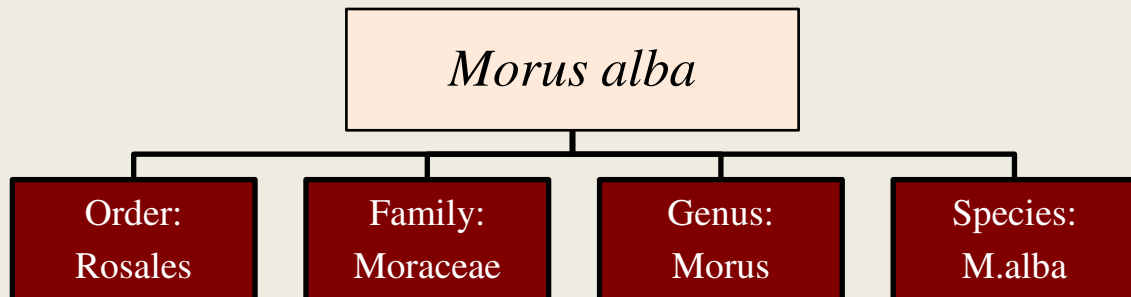 Morus alba
Order:
Rosales
Family:
Moraceae
Genus:
Morus
Species:
M.alba